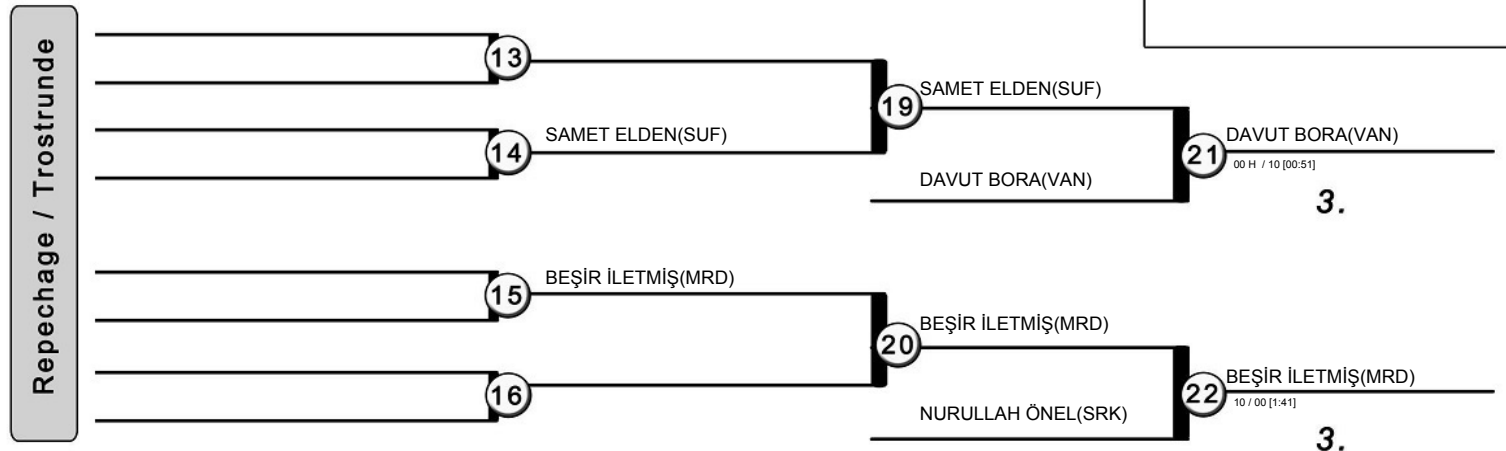 Repechage / Trostrunde
13
SAMET ELDEN(SUF)
19
SAMET ELDEN(SUF)
14
DAVUT BORA(VAN)
21
DAVUT BORA(VAN)
00 H / 10 [00:51]
3.
BEŞİR İLETMİŞ(MRD)
15
BEŞİR İLETMİŞ(MRD)
20
16
NURULLAH ÖNEL(SRK)
22
BEŞİR İLETMİŞ(MRD)
10 / 00 [1:41]
3.